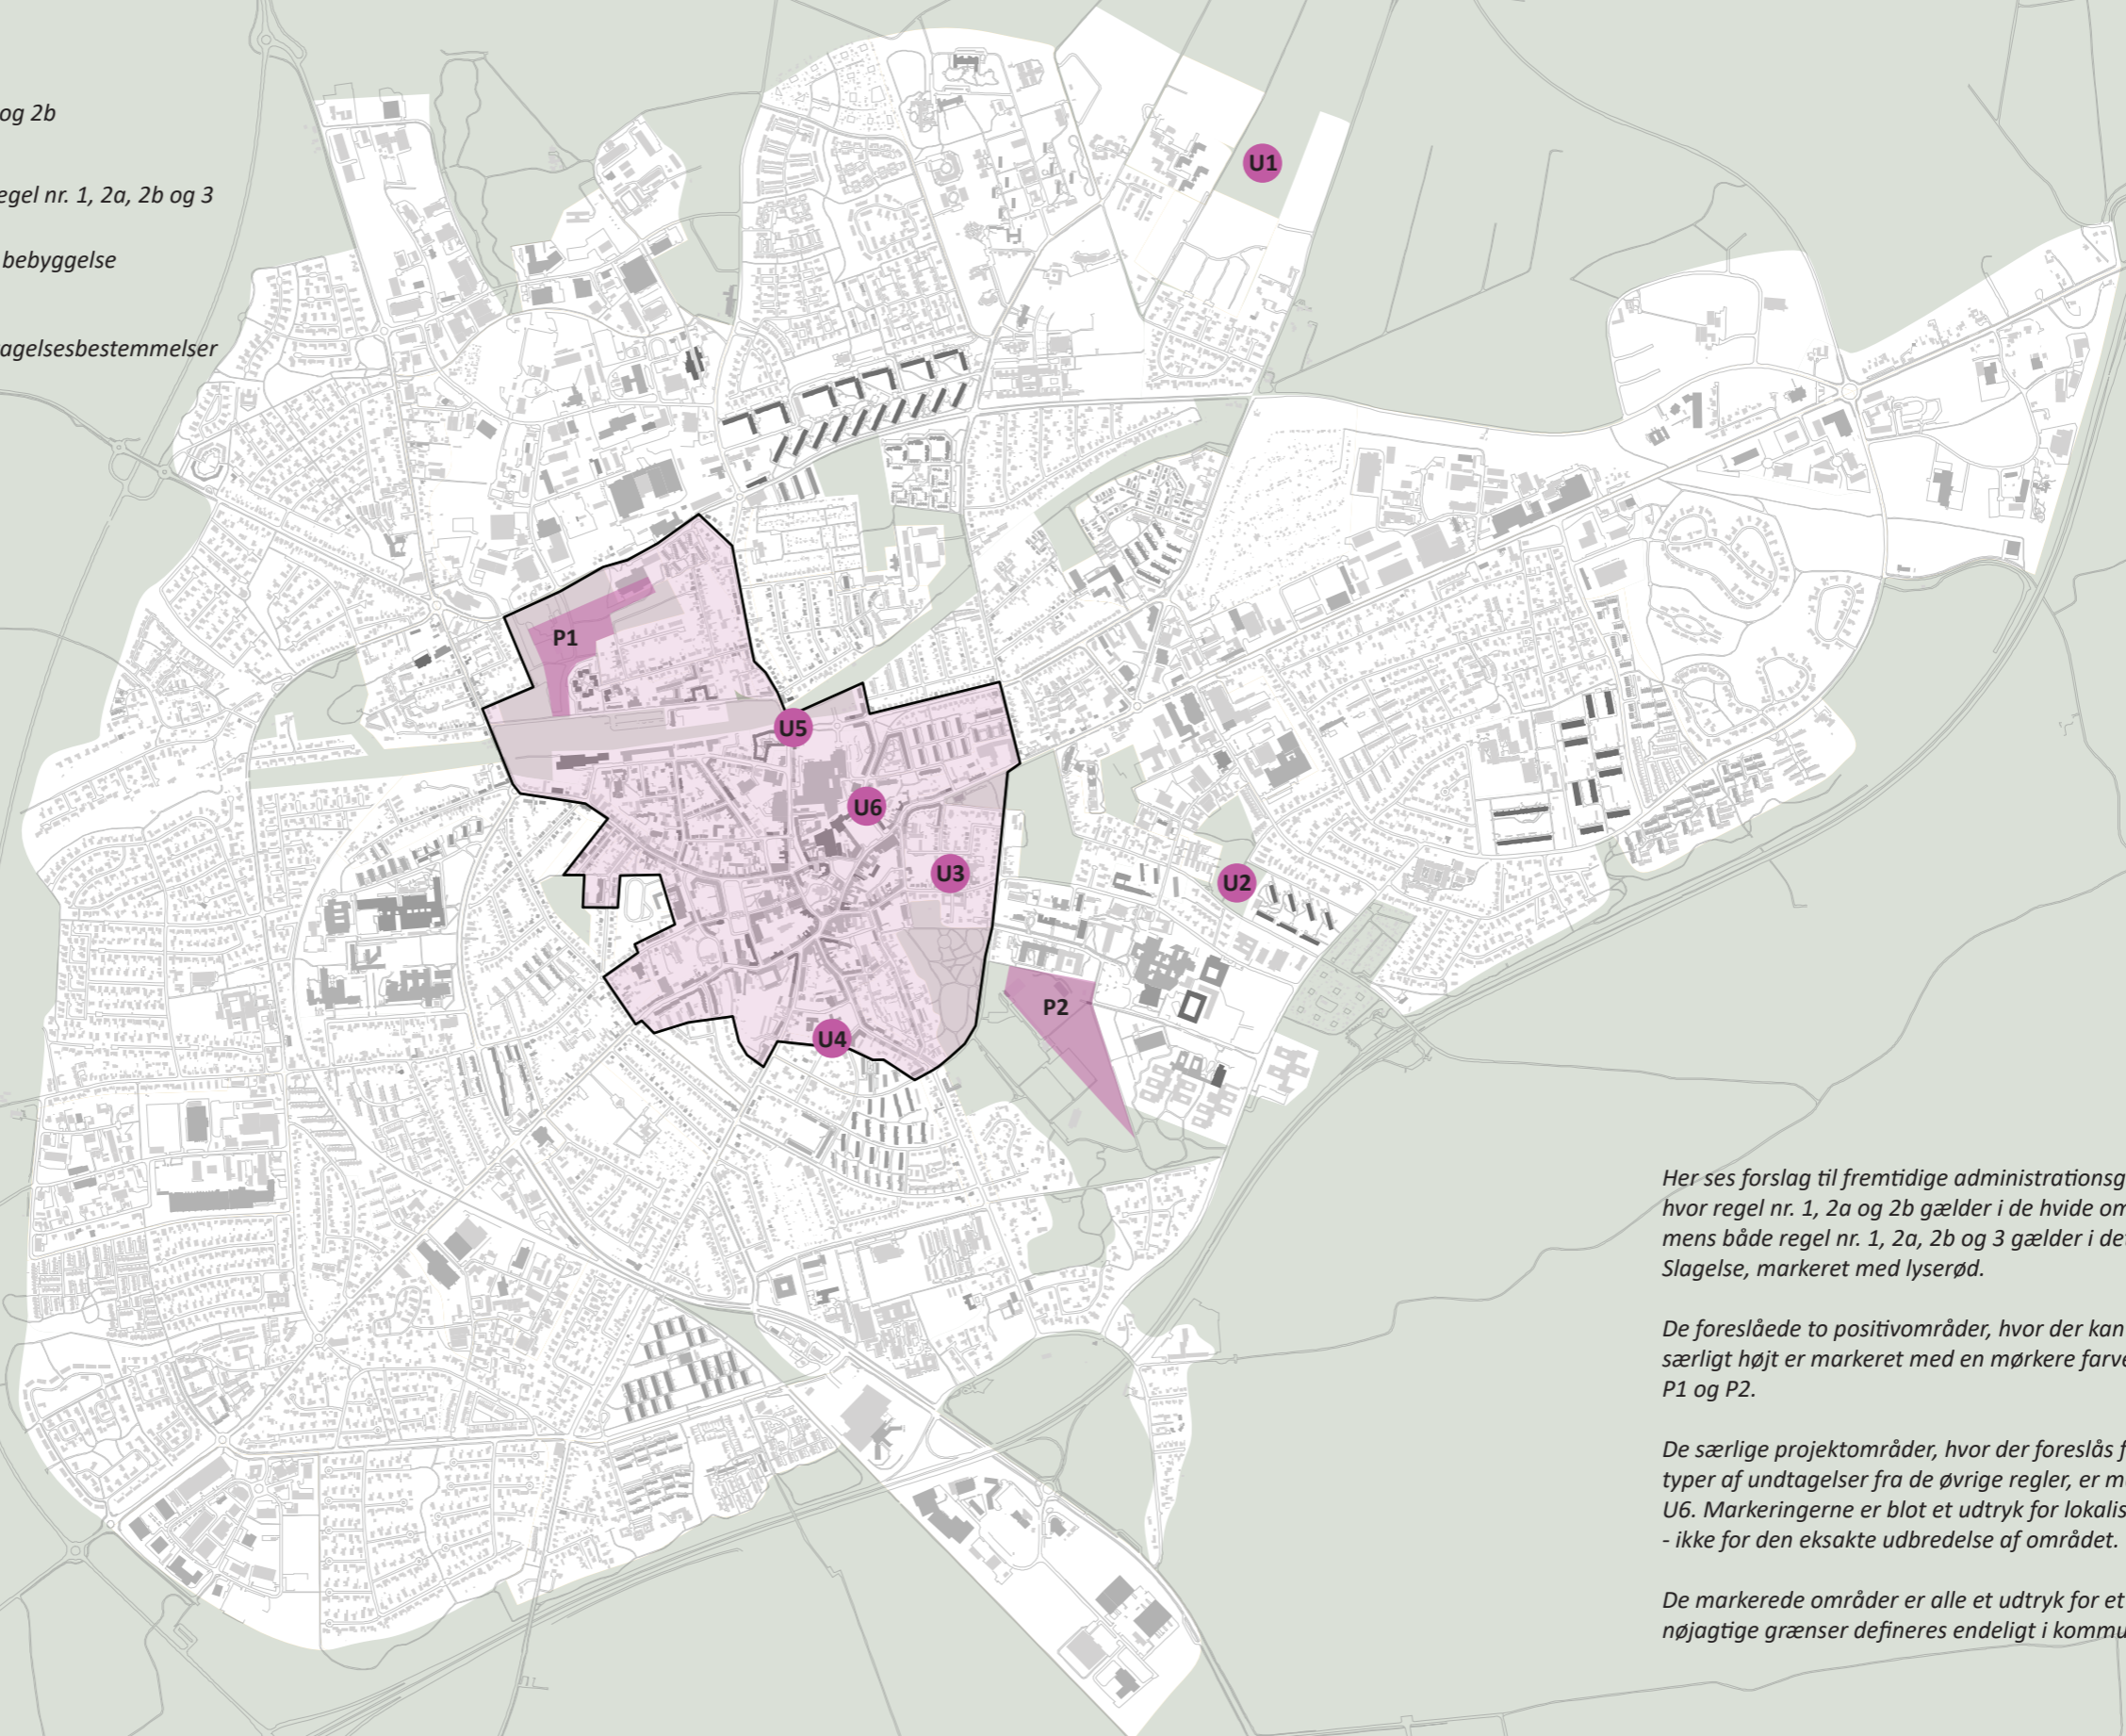 og 2b
egel nr. 1, 2a, 2b og 3
bebyggelse
agelsesbestemmelser
U1
P1
U5
U6
U3
U2
P2
U4
Her ses forslag til fremtidige administrationsg
hvor regel nr. 1, 2a og 2b gælder i de hvide om
mens både regel nr. 1, 2a, 2b og 3 gælder i de
Slagelse, markeret med lyserød.
De foreslåede to positivområder, hvor der kan
særligt højt er markeret med en mørkere farve
P1 og P2.
De særlige projektområder, hvor der foreslås f
typer af undtagelser fra de øvrige regler, er m
U6. Markeringerne er blot et udtryk for lokalis
- ikke for den eksakte udbredelse af området.
De markerede områder er alle et udtryk for et
nøjagtige grænser defineres endeligt i kommu